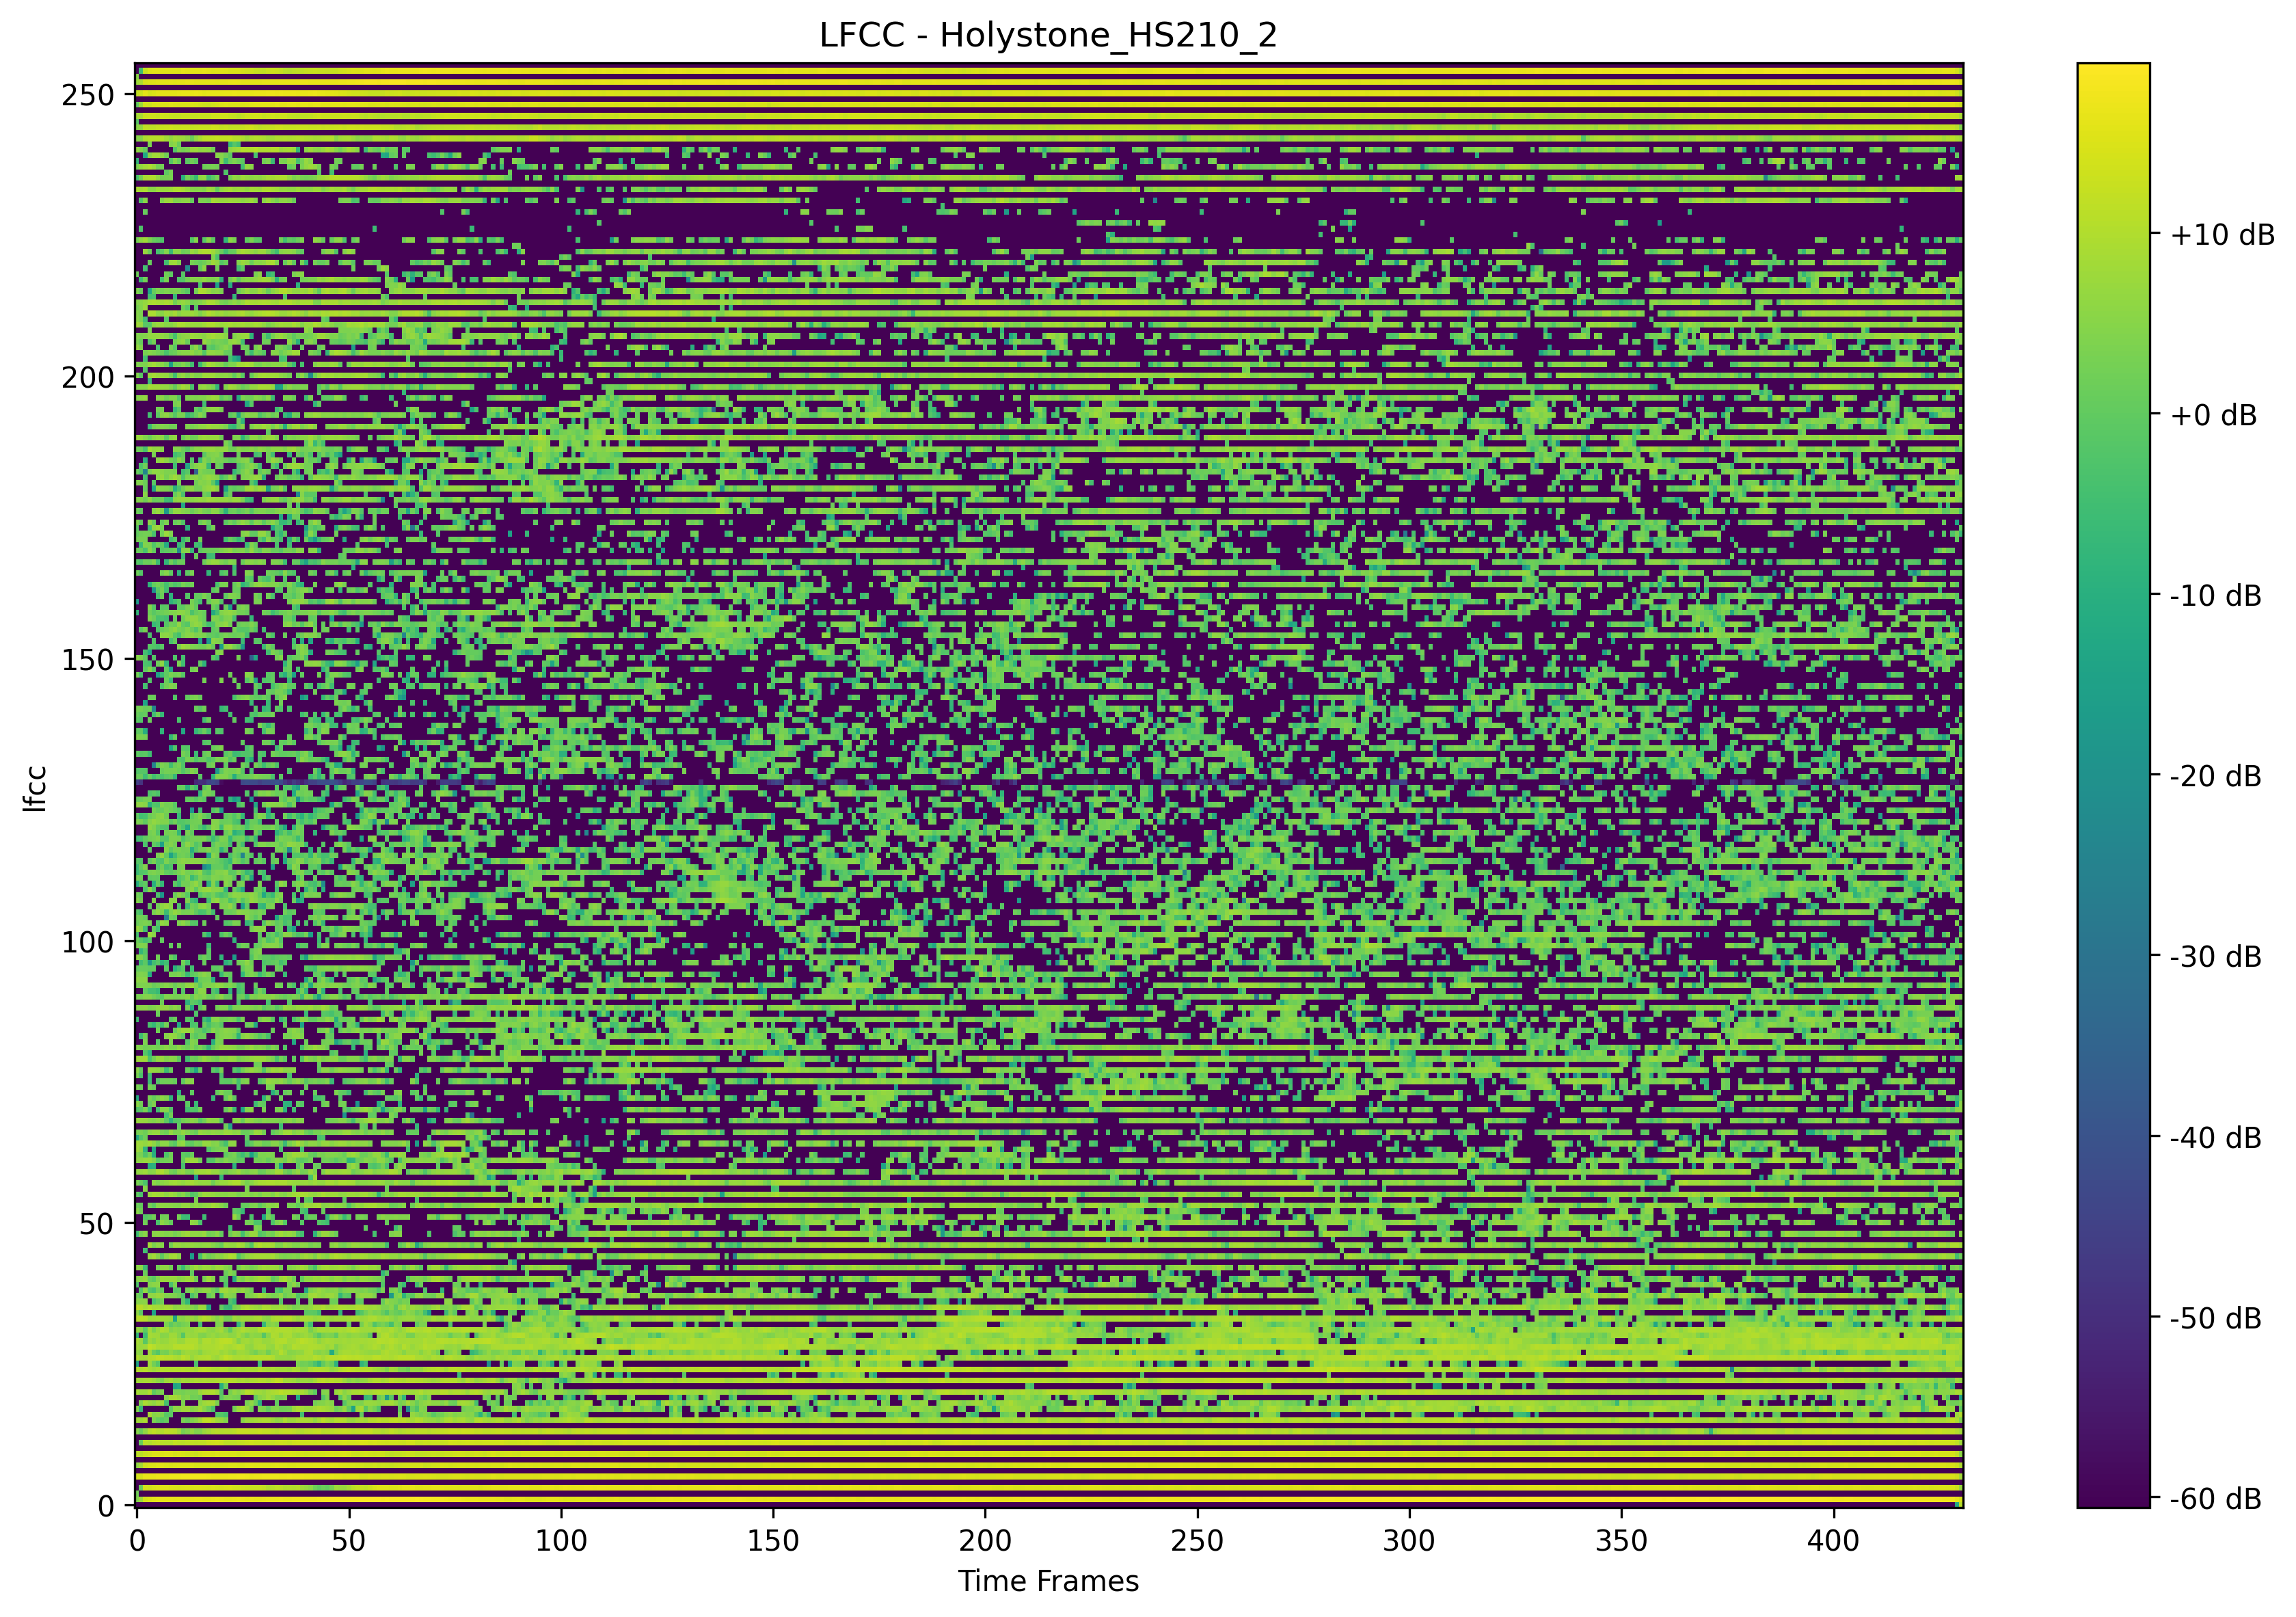 LFCC - Holystone_HS210_2
250
200
150
100
50
0
lfcc
0 50 100 150 200 250 300 350 400
Time Frames
+10 dB
+0 dB
-10 dB
-20 dB
-30 dB
-40 dB
-50 dB
-60 dB